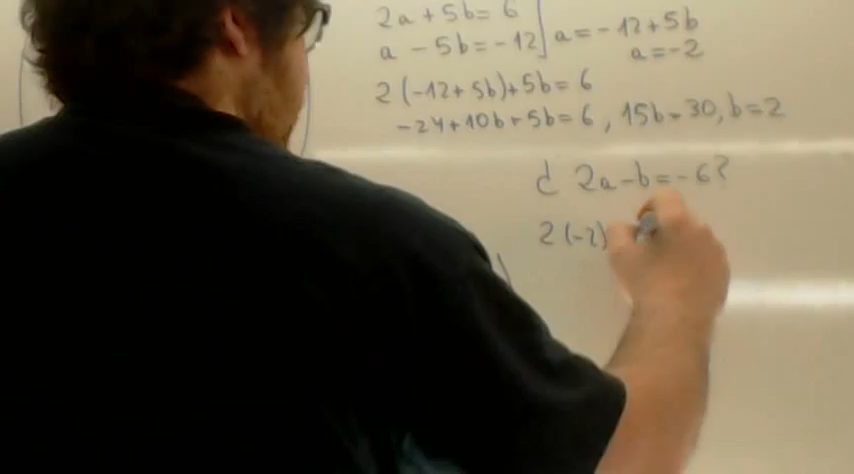 2a + 5b = 6
a - 5b = -12 a = -12 + 5b
a = -2
2(-12 + 5b) + 5b = 6
-24 + 10b + 5b = 6, 15b = 30, b = 2
¿ 2a - b = -6?
2(-2)